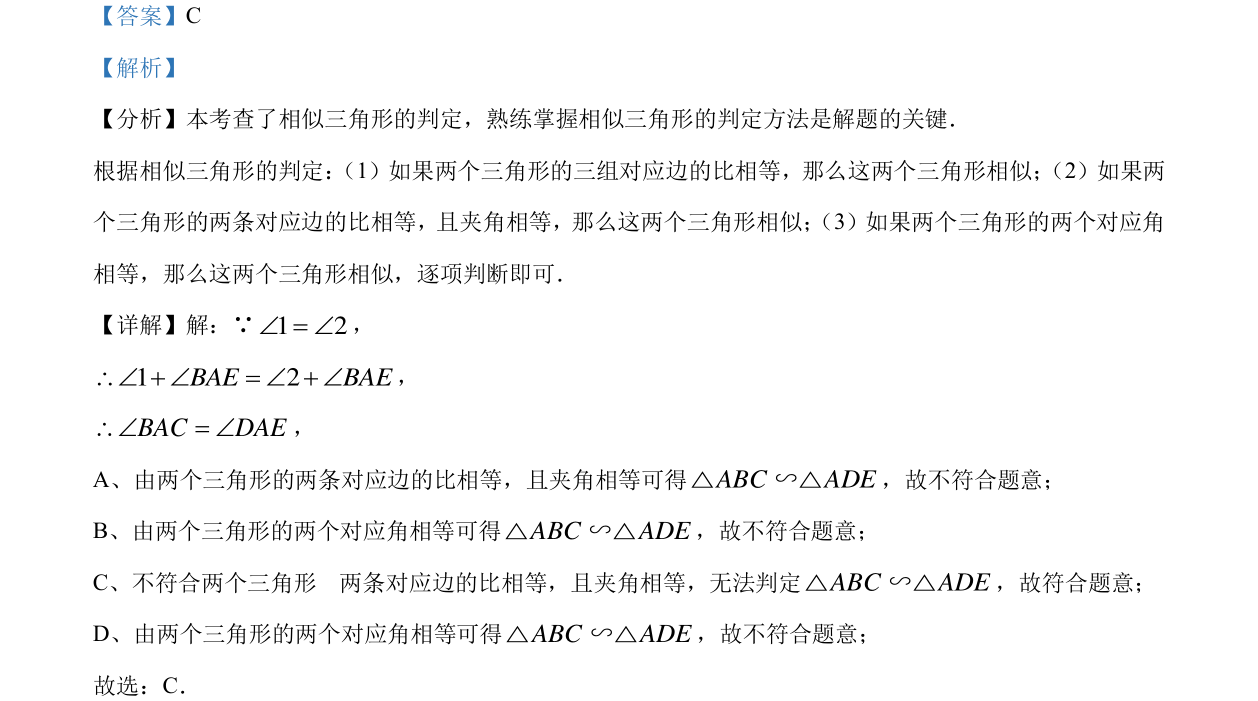 【答案】C
【解析】
【分析】本考查了相似三角形的判定，熟练掌握相似三角形的判定方法是解题的关键．
根据相似三角形的判定：（1）如果两个三角形的三组对应边的比相等，那么这两个三角形相似；（2）如果两
个三角形的两条对应边的比相等，且夹角相等，那么这两个三角形相似；（3）如果两个三角形的两个对应角
相等，那么这两个三角形相似，逐项判断即可．
【详解】解：∵∠1=∠2，
∴∠1+∠BAE=∠2+∠BAE，
∴∠BAC=∠DAE，
A、由两个三角形的两条对应边的比相等，且夹角相等可得△ABC∽△ADE，故不符合题意；
B、由两个三角形的两个对应角相等可得△ABC∽△ADE，故不符合题意；
C、不符合两个三角形　两条对应边的比相等，且夹角相等，无法判定△ABC∽△ADE，故符合题意；
D、由两个三角形的两个对应角相等可得△ABC∽△ADE，故不符合题意；
故选：C．